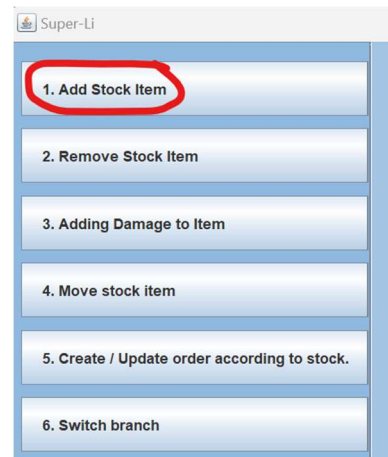 Super-Li
1. Add Stock Item
2. Remove Stock Item
3. Adding Damage to Item
4. Move stock item
5. Create / Update order according to stock.
6. Switch branch